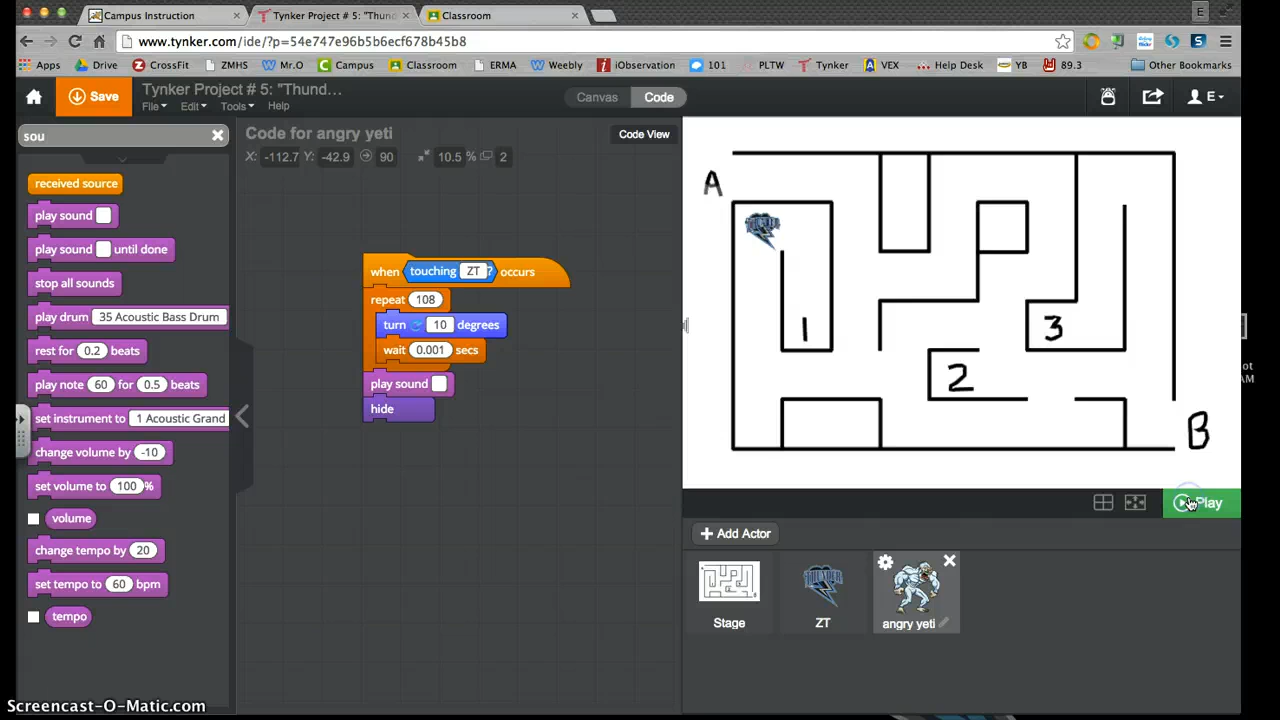 Campus Instruction
Tynker Project # 5: "Thund
Classroom
E
www.tynker.com/ide/?p=54e747e96b5b6ecf678b45b8
Apps Drive CrossFit ZMHS Mr.O Campus Classroom ERMA Weebly iObservation 101 PLTW Tynker VEX Help Desk YB 89.3 Other Bookmarks
Save
Tynker Project # 5: "Thund...
File Edit Tools Help
Canvas Code
E
sou
Code for angry yeti
Code View
X: -112.7 Y: -42.9 90 10.5 % 2
received source
play sound
play sound until done
stop all sounds
play drum 35 Acoustic Bass Drum
rest for 0.2 beats
play note 60 for 0.5 beats
set instrument to 1 Acoustic Grand
change volume by -10
set volume to 100 %
volume
change tempo by 20
set tempo to 60 bpm
tempo
when touching ZT ? occurs
repeat 108
turn 10 degrees
wait 0.001 secs
play sound
hide
A
1
3
2
B
Play
Add Actor
Stage
ZT
angry yeti
Screencast-O-Matic.com